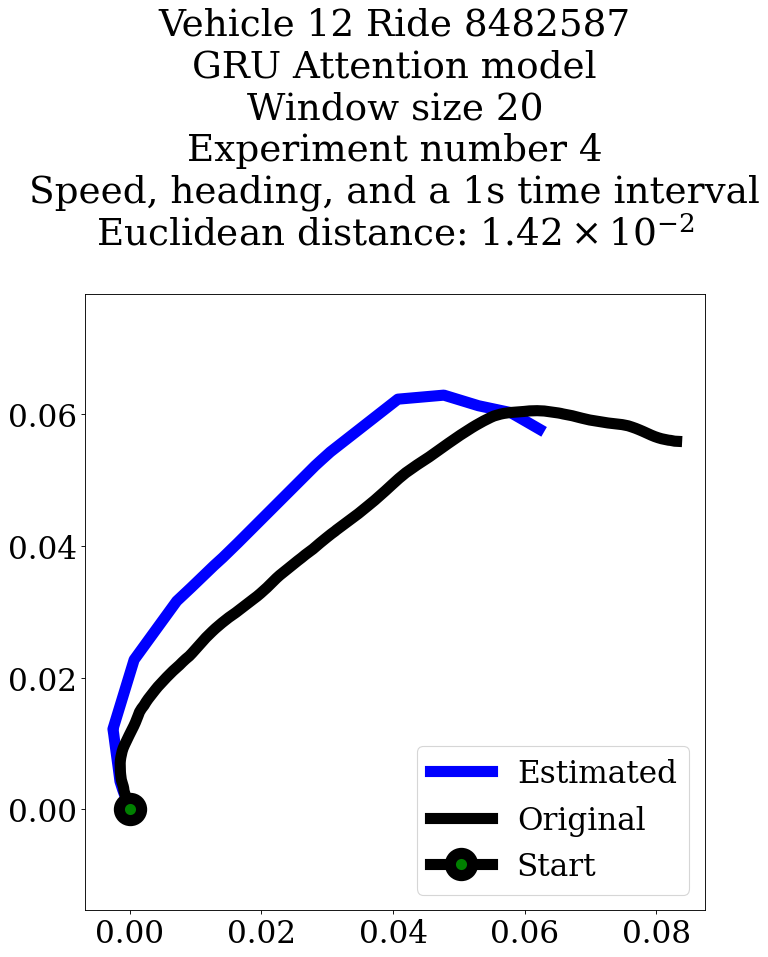 Vehicle 12 Ride 8482587
GRU Attention model
Window size 20
Experiment number 4
Speed, heading, and a 1s time interval
Euclidean distance: 1.42 × 10⁻²
0.06
0.04
0.02
0.00
Estimated
Original
Start
0.00 0.02 0.04 0.06 0.08